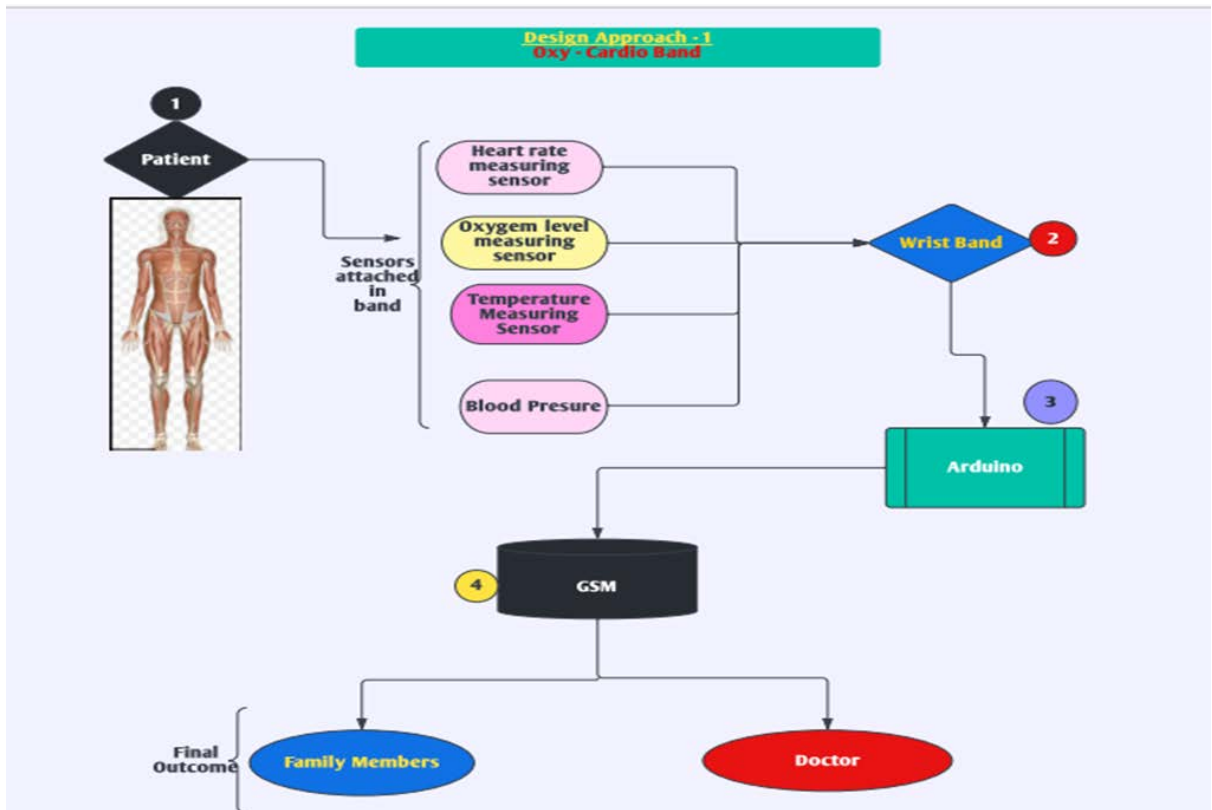 Design Approach - 1
Oxy - Cardio Band
1
Patient
Sensors
attached
in
band
Heart rate
measuring
sensor
Oxygem level
measuring
sensor
Temperature
Measuring
Sensor
Blood Presure
Wrist Band
2
3
Arduino
4
GSM
Final
Outcome
Family Members
Doctor